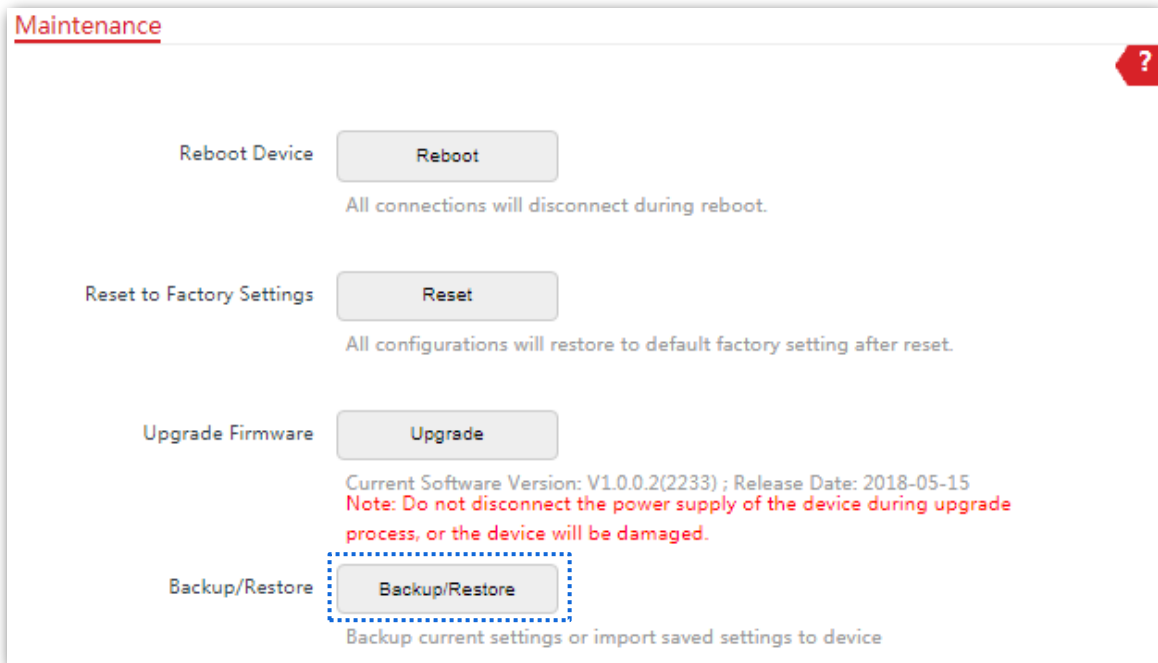 Maintenance
?
Reboot Device
Reboot
All connections will disconnect during reboot.
Reset to Factory Settings
Reset
All configurations will restore to default factory setting after reset.
Upgrade Firmware
Upgrade
Current Software Version: V1.0.0.2(2233) ; Release Date: 2018-05-15
Note: Do not disconnect the power supply of the device during upgrade
process, or the device will be damaged.
Backup/Restore
Backup/Restore
Backup current settings or import saved settings to device